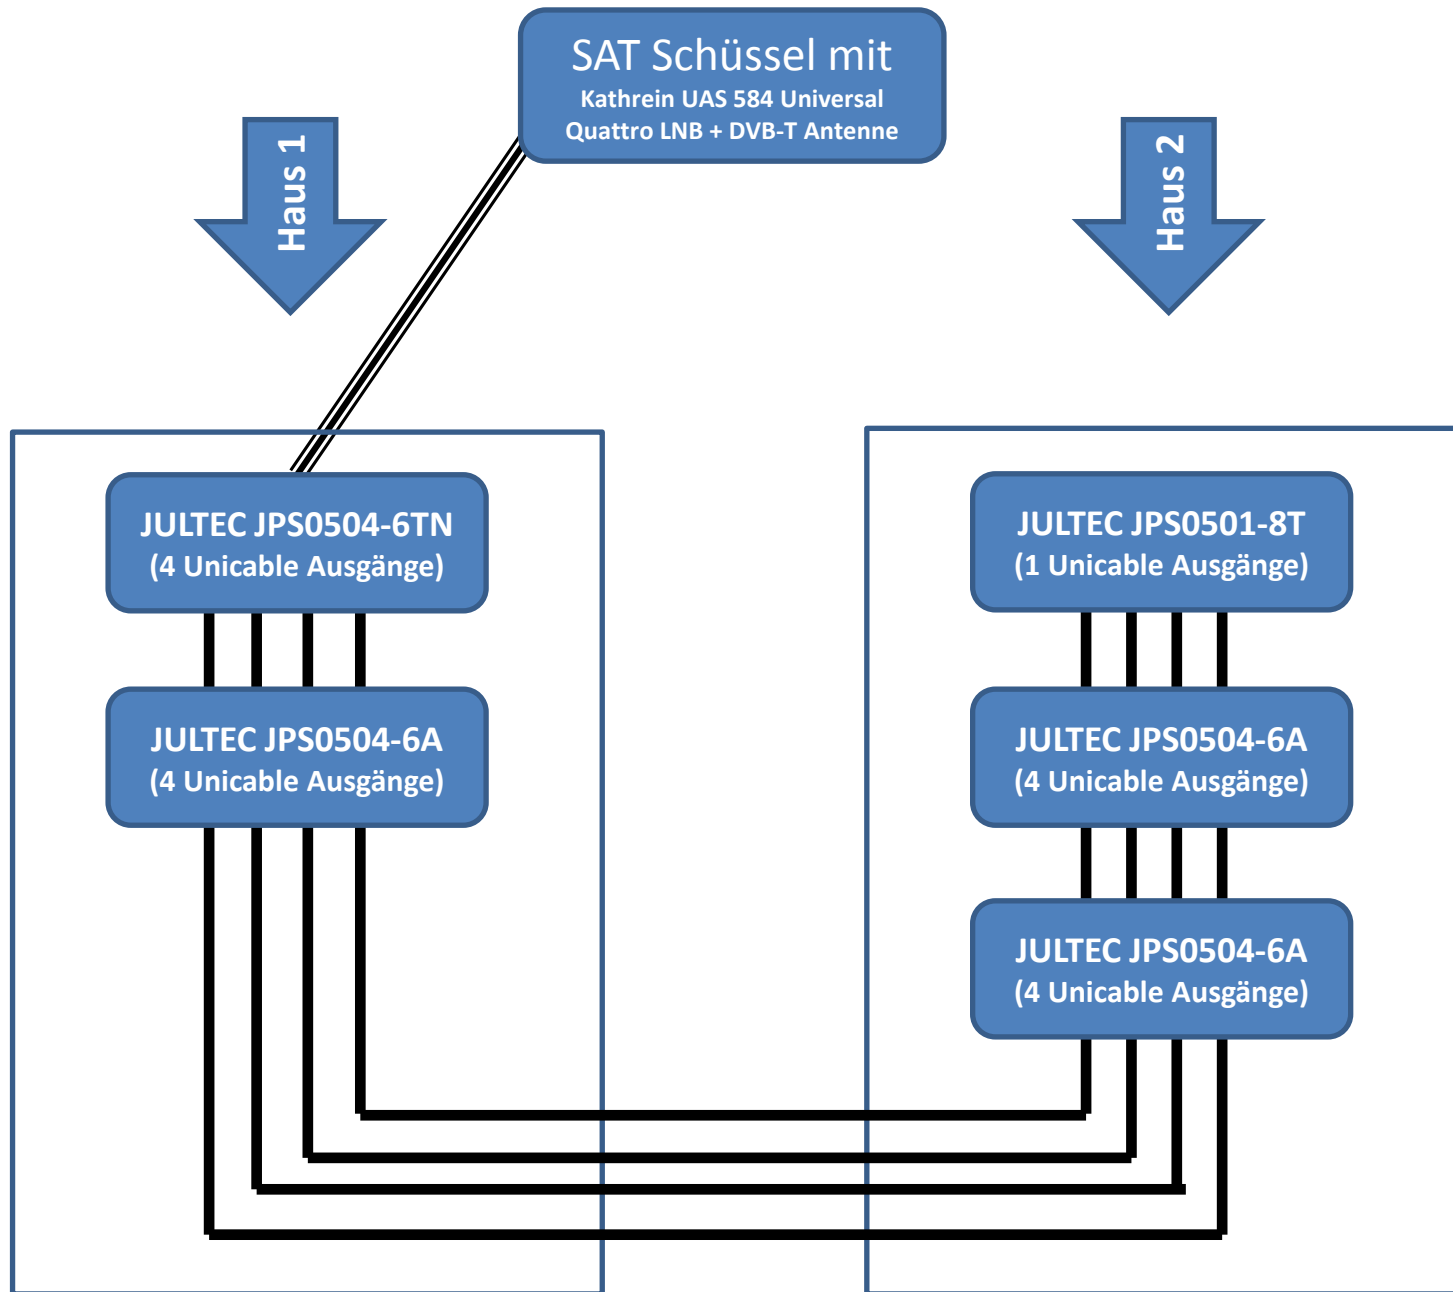 SAT Schüssel mit
Kathrein UAS 584 Universal
Quattro LNB + DVB-T Antenne
Haus 1
Haus 2
JULTEC JPS0504-6TN
(4 Unicable Ausgänge)
JULTEC JPS0501-8T
(1 Unicable Ausgänge)
JULTEC JPS0504-6A
(4 Unicable Ausgänge)
JULTEC JPS0504-6A
(4 Unicable Ausgänge)
JULTEC JPS0504-6A
(4 Unicable Ausgänge)